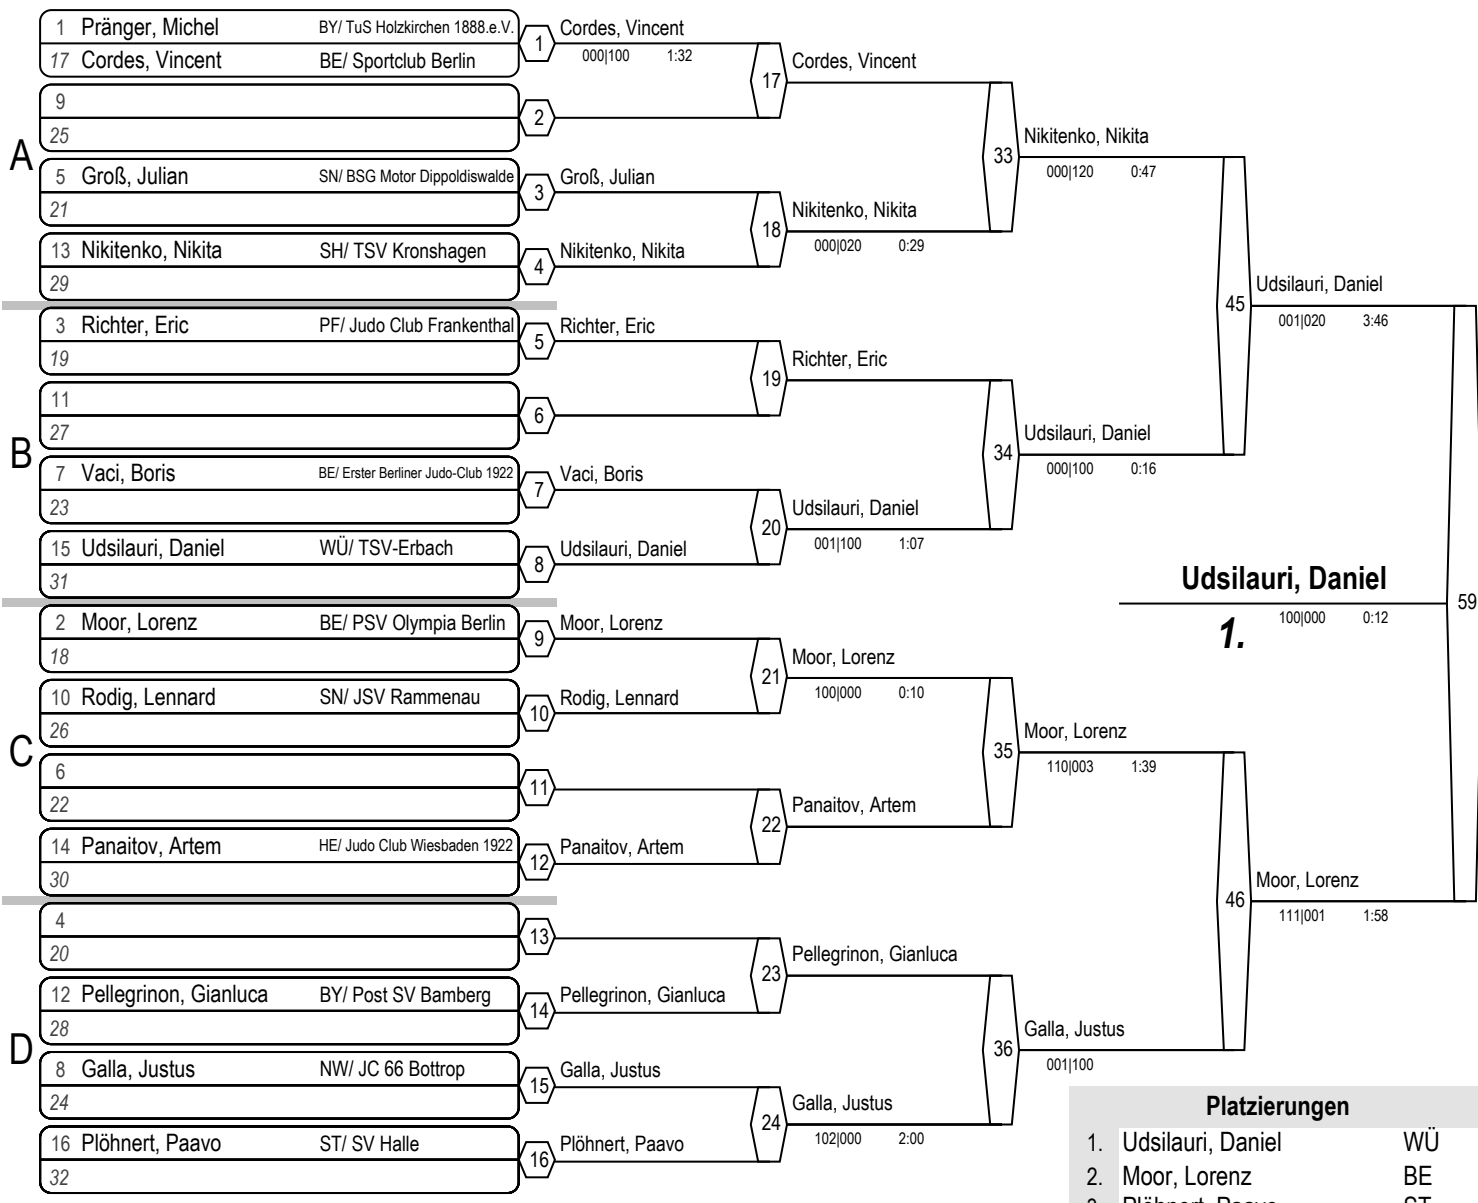 A
1 Pränger, Michel BY/ TuS Holzkirchen 1888.e.V.
17 Cordes, Vincent BE/ Sportclub Berlin
9
25
5 Groß, Julian SN/ BSG Motor Dippoldiswalde
21
13 Nikitenko, Nikita SH/ TSV Kronshagen
29
B
3 Richter, Eric PF/ Judo Club Frankenthal
19
11
27
7 Vaci, Boris BE/ Erster Berliner Judo-Club 1922
23
15 Udsilauri, Daniel WÜ/ TSV-Erbach
31
C
2 Moor, Lorenz BE/ PSV Olympia Berlin
18
10 Rodig, Lennard SN/ JSV Rammenau
26
6
22
14 Panaitov, Artem HE/ Judo Club Wiesbaden 1922
30
D
4
20
12 Pellegrinon, Gianluca BY/ Post SV Bamberg
28
8 Galla, Justus NW/ JC 66 Bottrop
24
16 Plöhnert, Paavo ST/ SV Halle
32
1 Cordes, Vincent
000|100 1:32
2
3 Groß, Julian
4 Nikitenko, Nikita
5 Richter, Eric
6
7 Vaci, Boris
8 Udsilauri, Daniel
9 Moor, Lorenz
10 Rodig, Lennard
11
12 Panaitov, Artem
13
14 Pellegrinon, Gianluca
15 Galla, Justus
16 Plöhnert, Paavo
17 Cordes, Vincent
18 Nikitenko, Nikita
000|020 0:29
19 Richter, Eric
20 Udsilauri, Daniel
001|100 1:07
21 Moor, Lorenz
100|000 0:10
22 Panaitov, Artem
23 Pellegrinon, Gianluca
24 Galla, Justus
102|000 2:00
33 Nikitenko, Nikita
000|120 0:47
34 Udsilauri, Daniel
000|100 0:16
35 Moor, Lorenz
110|003 1:39
36 Galla, Justus
001|100
45 Udsilauri, Daniel
001|020 3:46
46 Moor, Lorenz
111|001 1:58
59
Udsilauri, Daniel
1. 100|000 0:12
Platzierungen
1. Udsilauri, Daniel WÜ
2. Moor, Lorenz BE
3. Plöhnert, Paavo ST